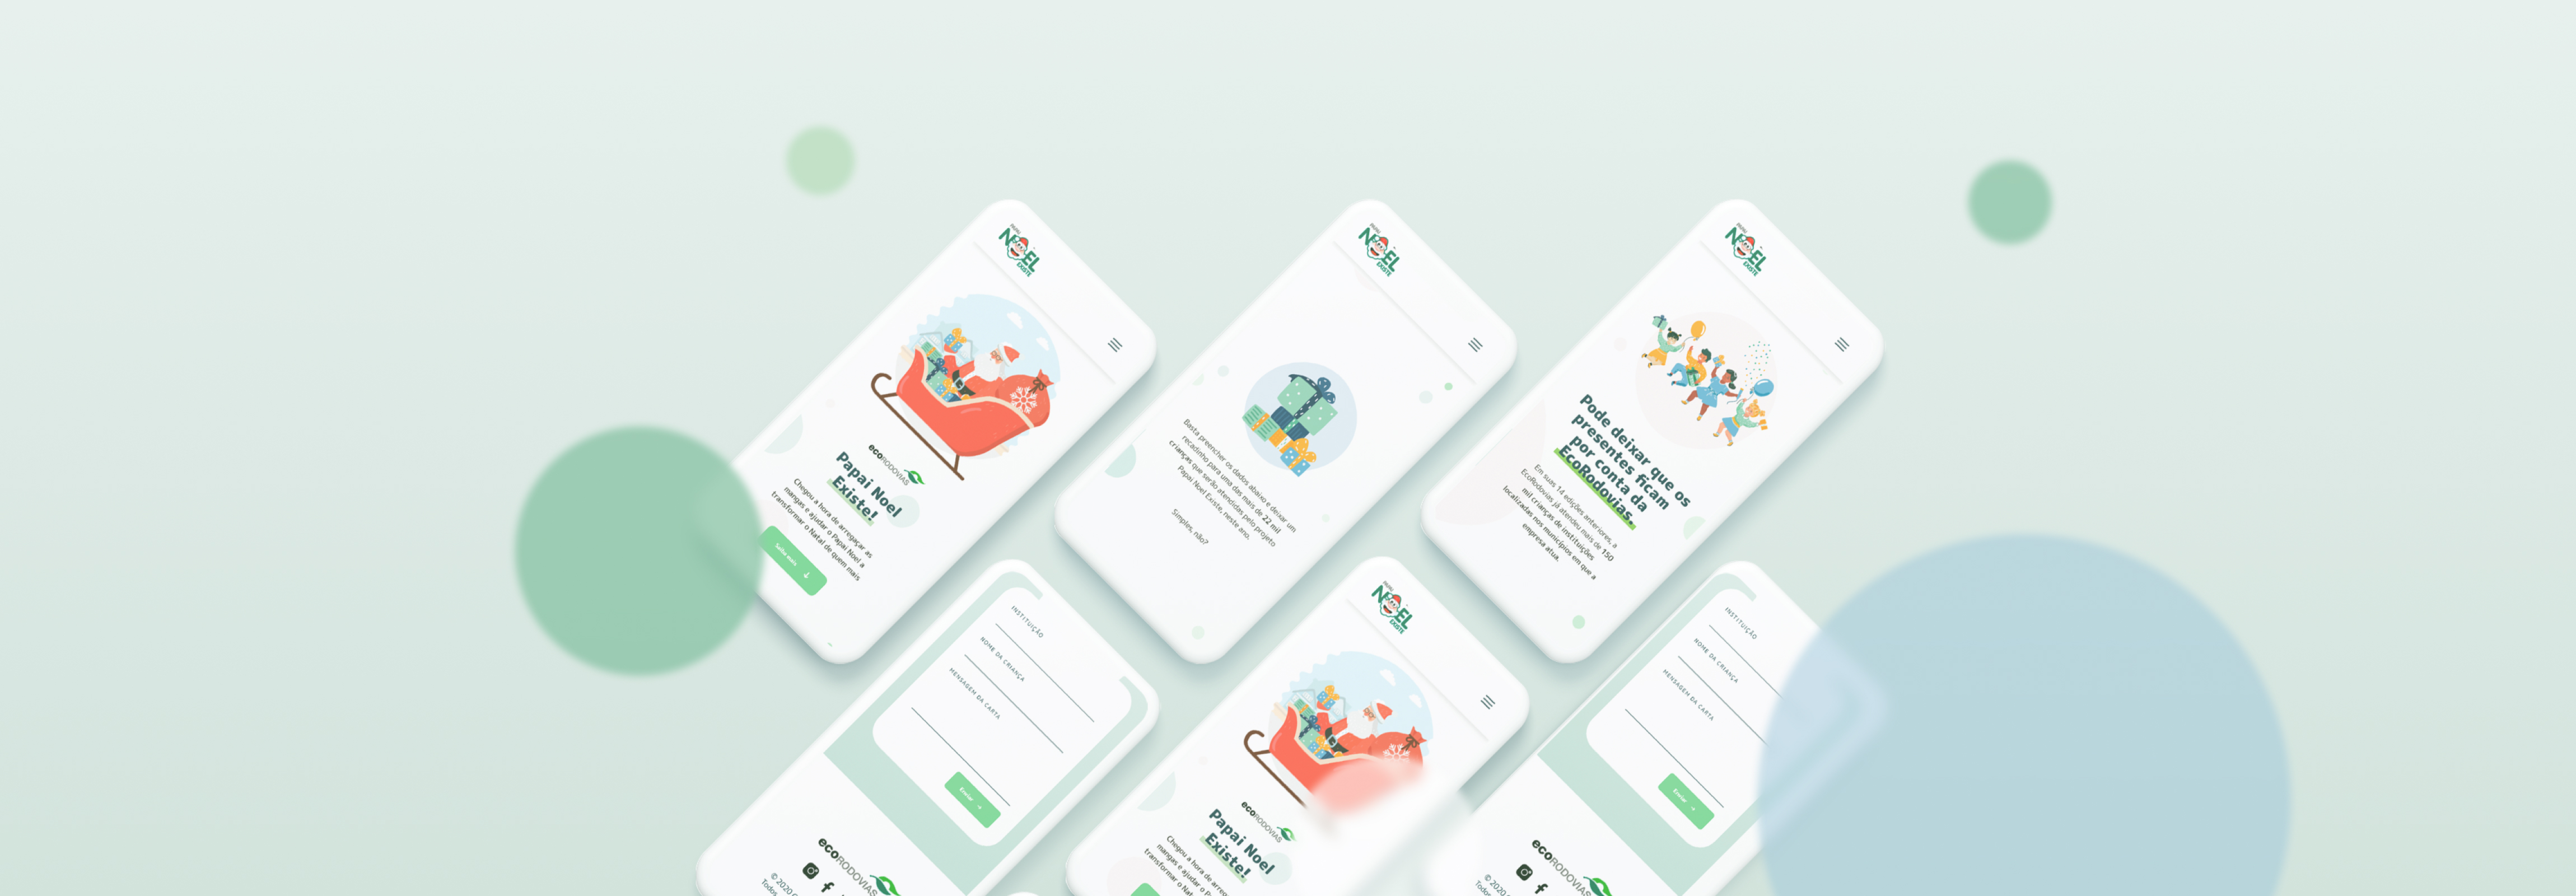 PAPAI
NOEL
EXISTE
ecoRODOVIAS
Papai Noel
Existe!
Chegou a hora de arregaçar as
mangas e ajudar o Papai Noel a
transformar o Natal de quem mais
Saiba mais
PAPAI
NOEL
EXISTE
Basta preencher os dados abaixo e deixar um
recadinho para uma das mais de 22 mil
crianças que serão atendidas pelo projeto
Papai Noel Existe, neste ano.
Simples, não?
PAPAI
NOEL
EXISTE
Pode deixar que os
presentes ficam
por conta da
EcoRodovias.
Em suas 14 edições anteriores, a
EcoRodovias já atendeu mais de 150
mil crianças de instituições
localizadas nos municípios em que a
empresa atua.
INSTITUIÇÃO
NOME DA CRIANÇA
MENSAGEM DA CARTA
Enviar
ecoRODOVIAS
© 2020
Todos
PAPAI
NOEL
EXISTE
ecoRODOVIAS
Papai Noel
Existe!
Chegou a hora de arreg
mangas e ajudar o P
transformar o Nat
INSTITUIÇÃO
NOME DA CRIANÇA
MENSAGEM DA CARTA
Enviar
ecoRODOVIAS
© 2020
Todos